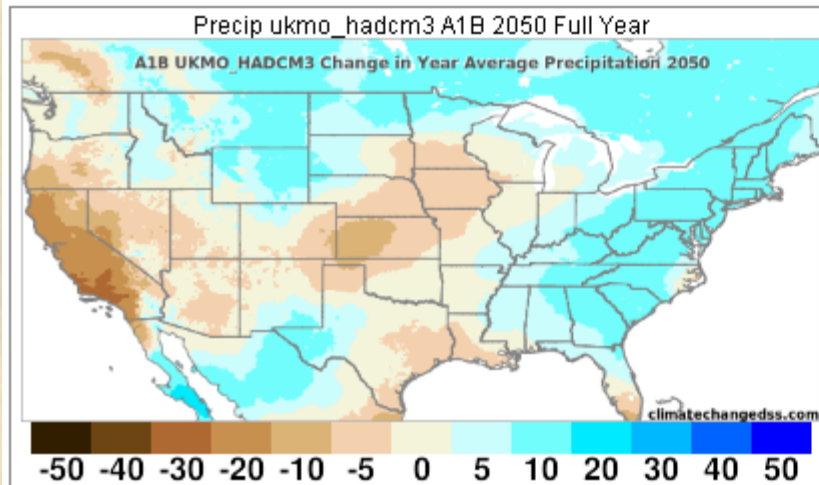 Precip ukmo_hadcm3 A1B 2050 Full Year
A1B UKMO_HADCM3 Change in Year Average Precipitation 2050
climatechangedss.com
-50 -40 -30 -20 -10 -5 0 5 10 20 30 40 50